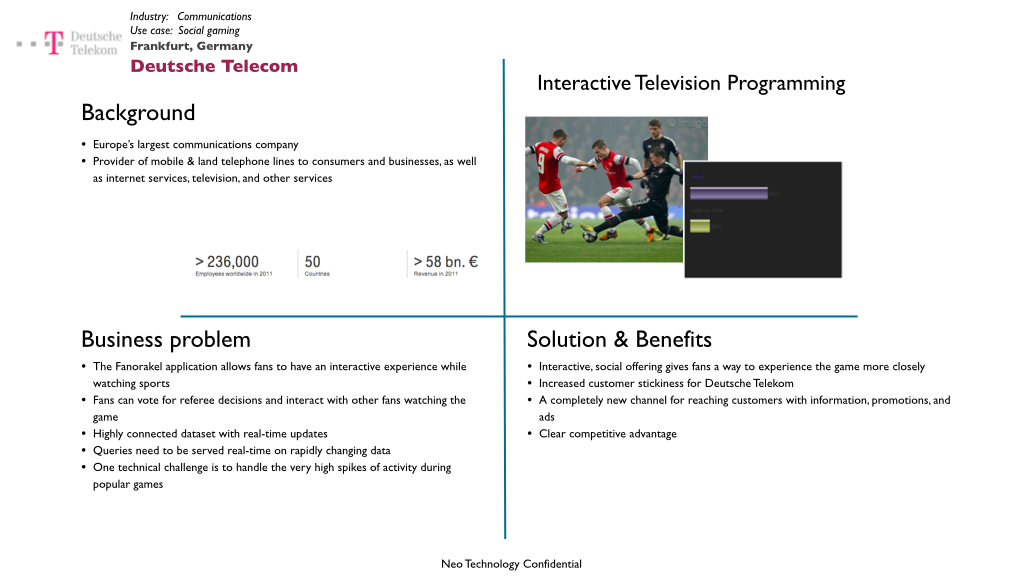 Industry: Communications
Use case: Social gaming
Frankfurt, Germany
Deutsche Telecom
T Deutsche
Telekom
Background
• Europe's largest communications company
• Provider of mobile & land telephone lines to consumers and businesses, as well
as internet services, television, and other services
> 236,000
Employees worldwide in 2011
50
Countries
> 58 bn. €
Revenue in 2011
Interactive Television Programming
imago
9
Business problem
• The Fanorakel application allows fans to have an interactive experience while
watching sports
• Fans can vote for referee decisions and interact with other fans watching the
game
• Highly connected dataset with real-time updates
• Queries need to be served real-time on rapidly changing data
• One technical challenge is to handle the very high spikes of activity during
popular games
Solution & Benefits
• Interactive, social offering gives fans a way to experience the game more closely
• Increased customer stickiness for Deutsche Telekom
• A completely new channel for reaching customers with information, promotions, and
ads
• Clear competitive advantage
Neo Technology Confidential